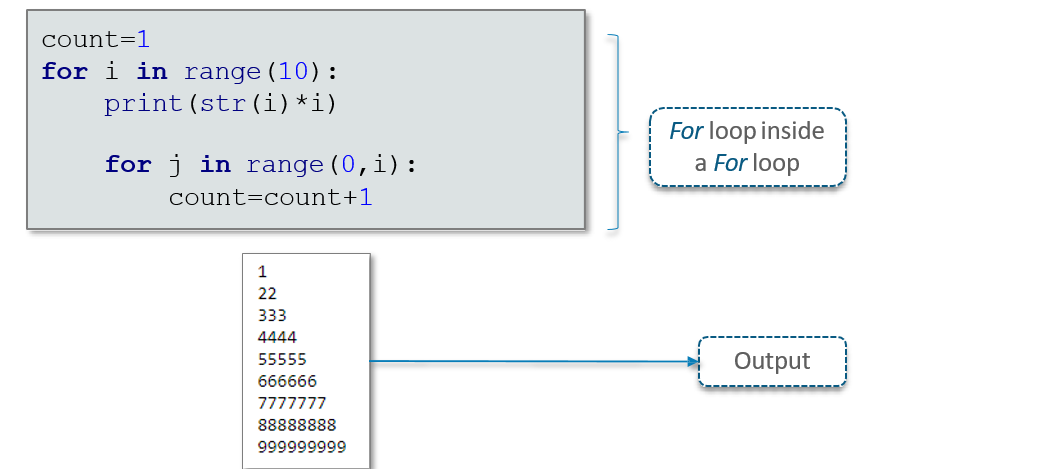 count=1
for i in range(10):
    print(str(i)*i)

    for j in range(0,i):
        count=count+1
For loop inside
a For loop
1
22
333
4444
55555
666666
7777777
88888888
999999999
Output